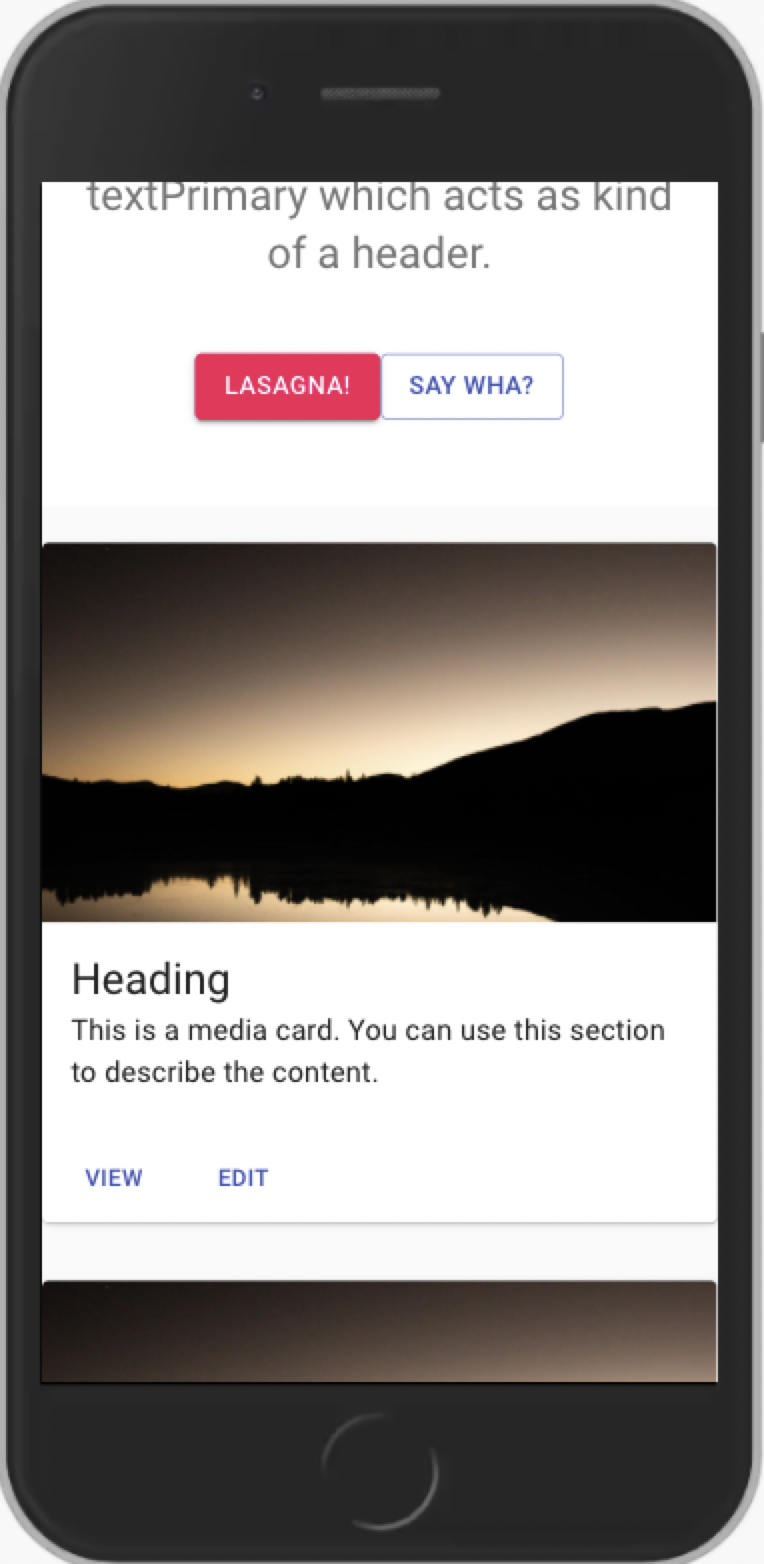 textPrimary which acts as kind
of a header.
LASAGNA! SAY WHA?
Heading
This is a media card. You can use this section
to describe the content.
VIEW EDIT